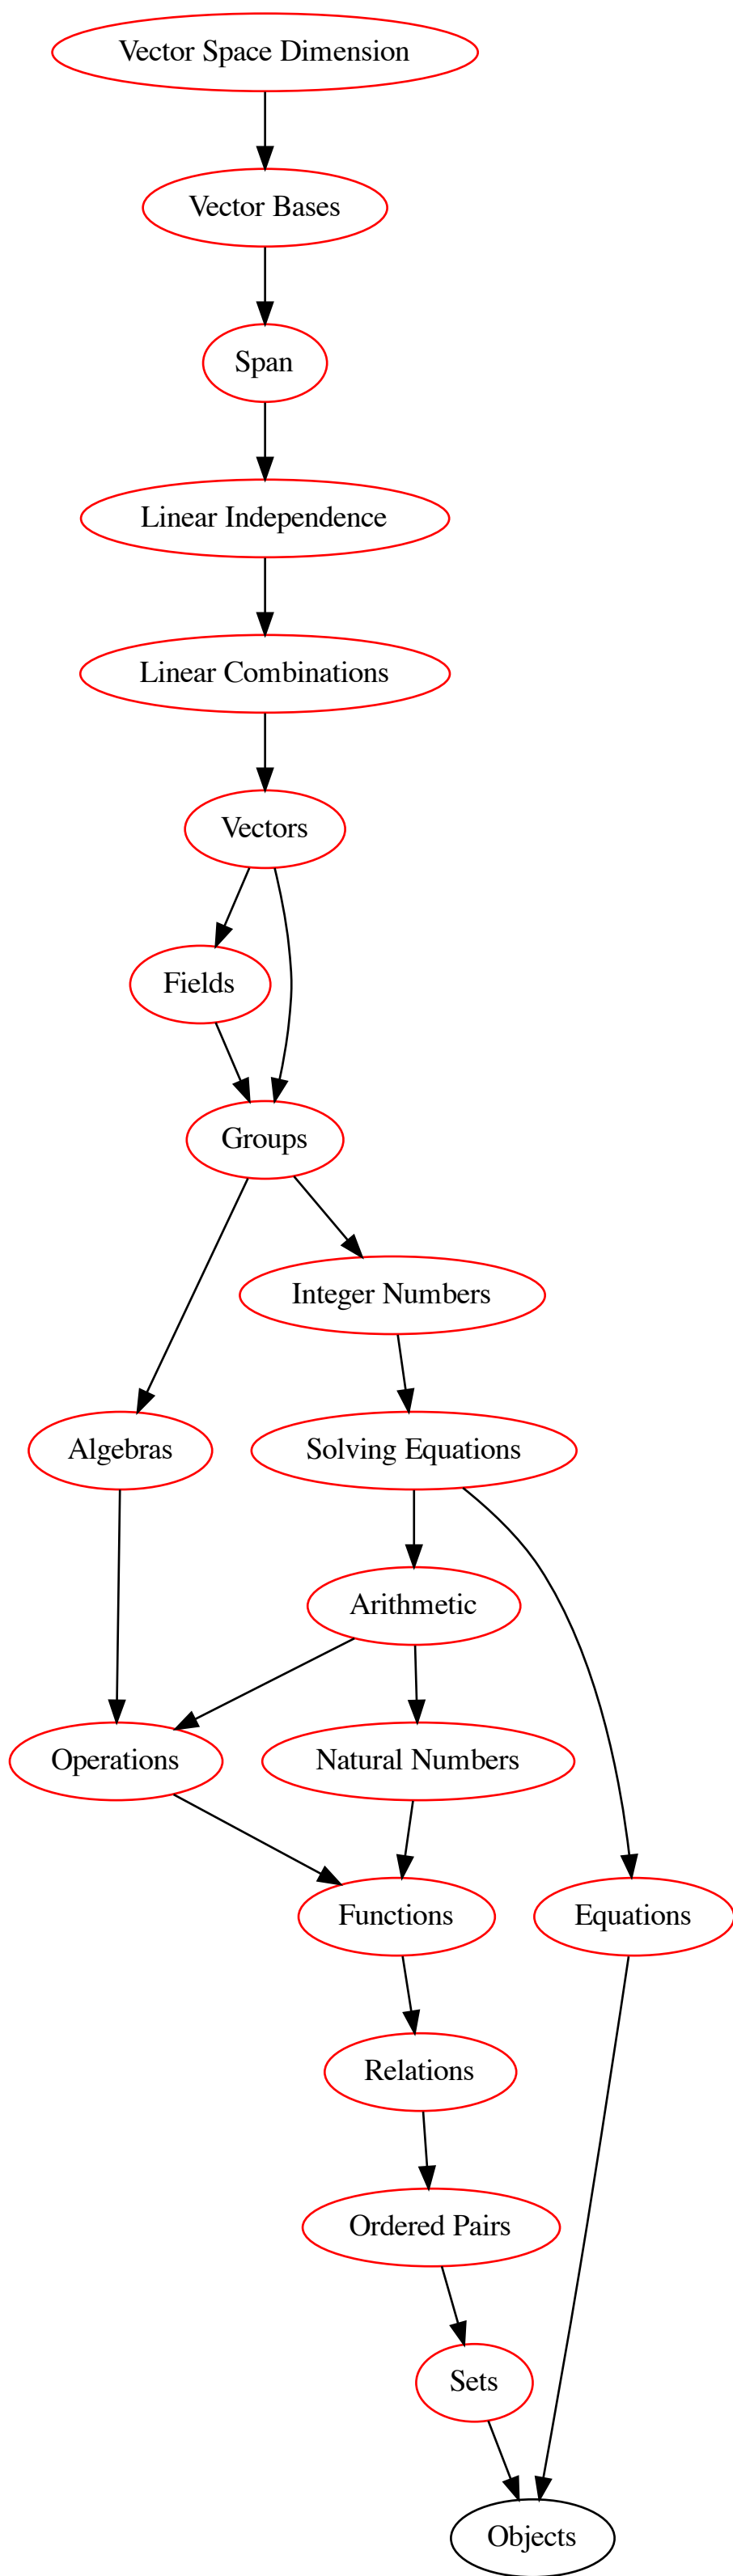 Vector Space Dimension
Vector Bases
Span
Linear Independence
Linear Combinations
Vectors
Fields
Groups
Integer Numbers
Algebras
Solving Equations
Arithmetic
Operations
Natural Numbers
Functions
Equations
Relations
Ordered Pairs
Sets
Objects